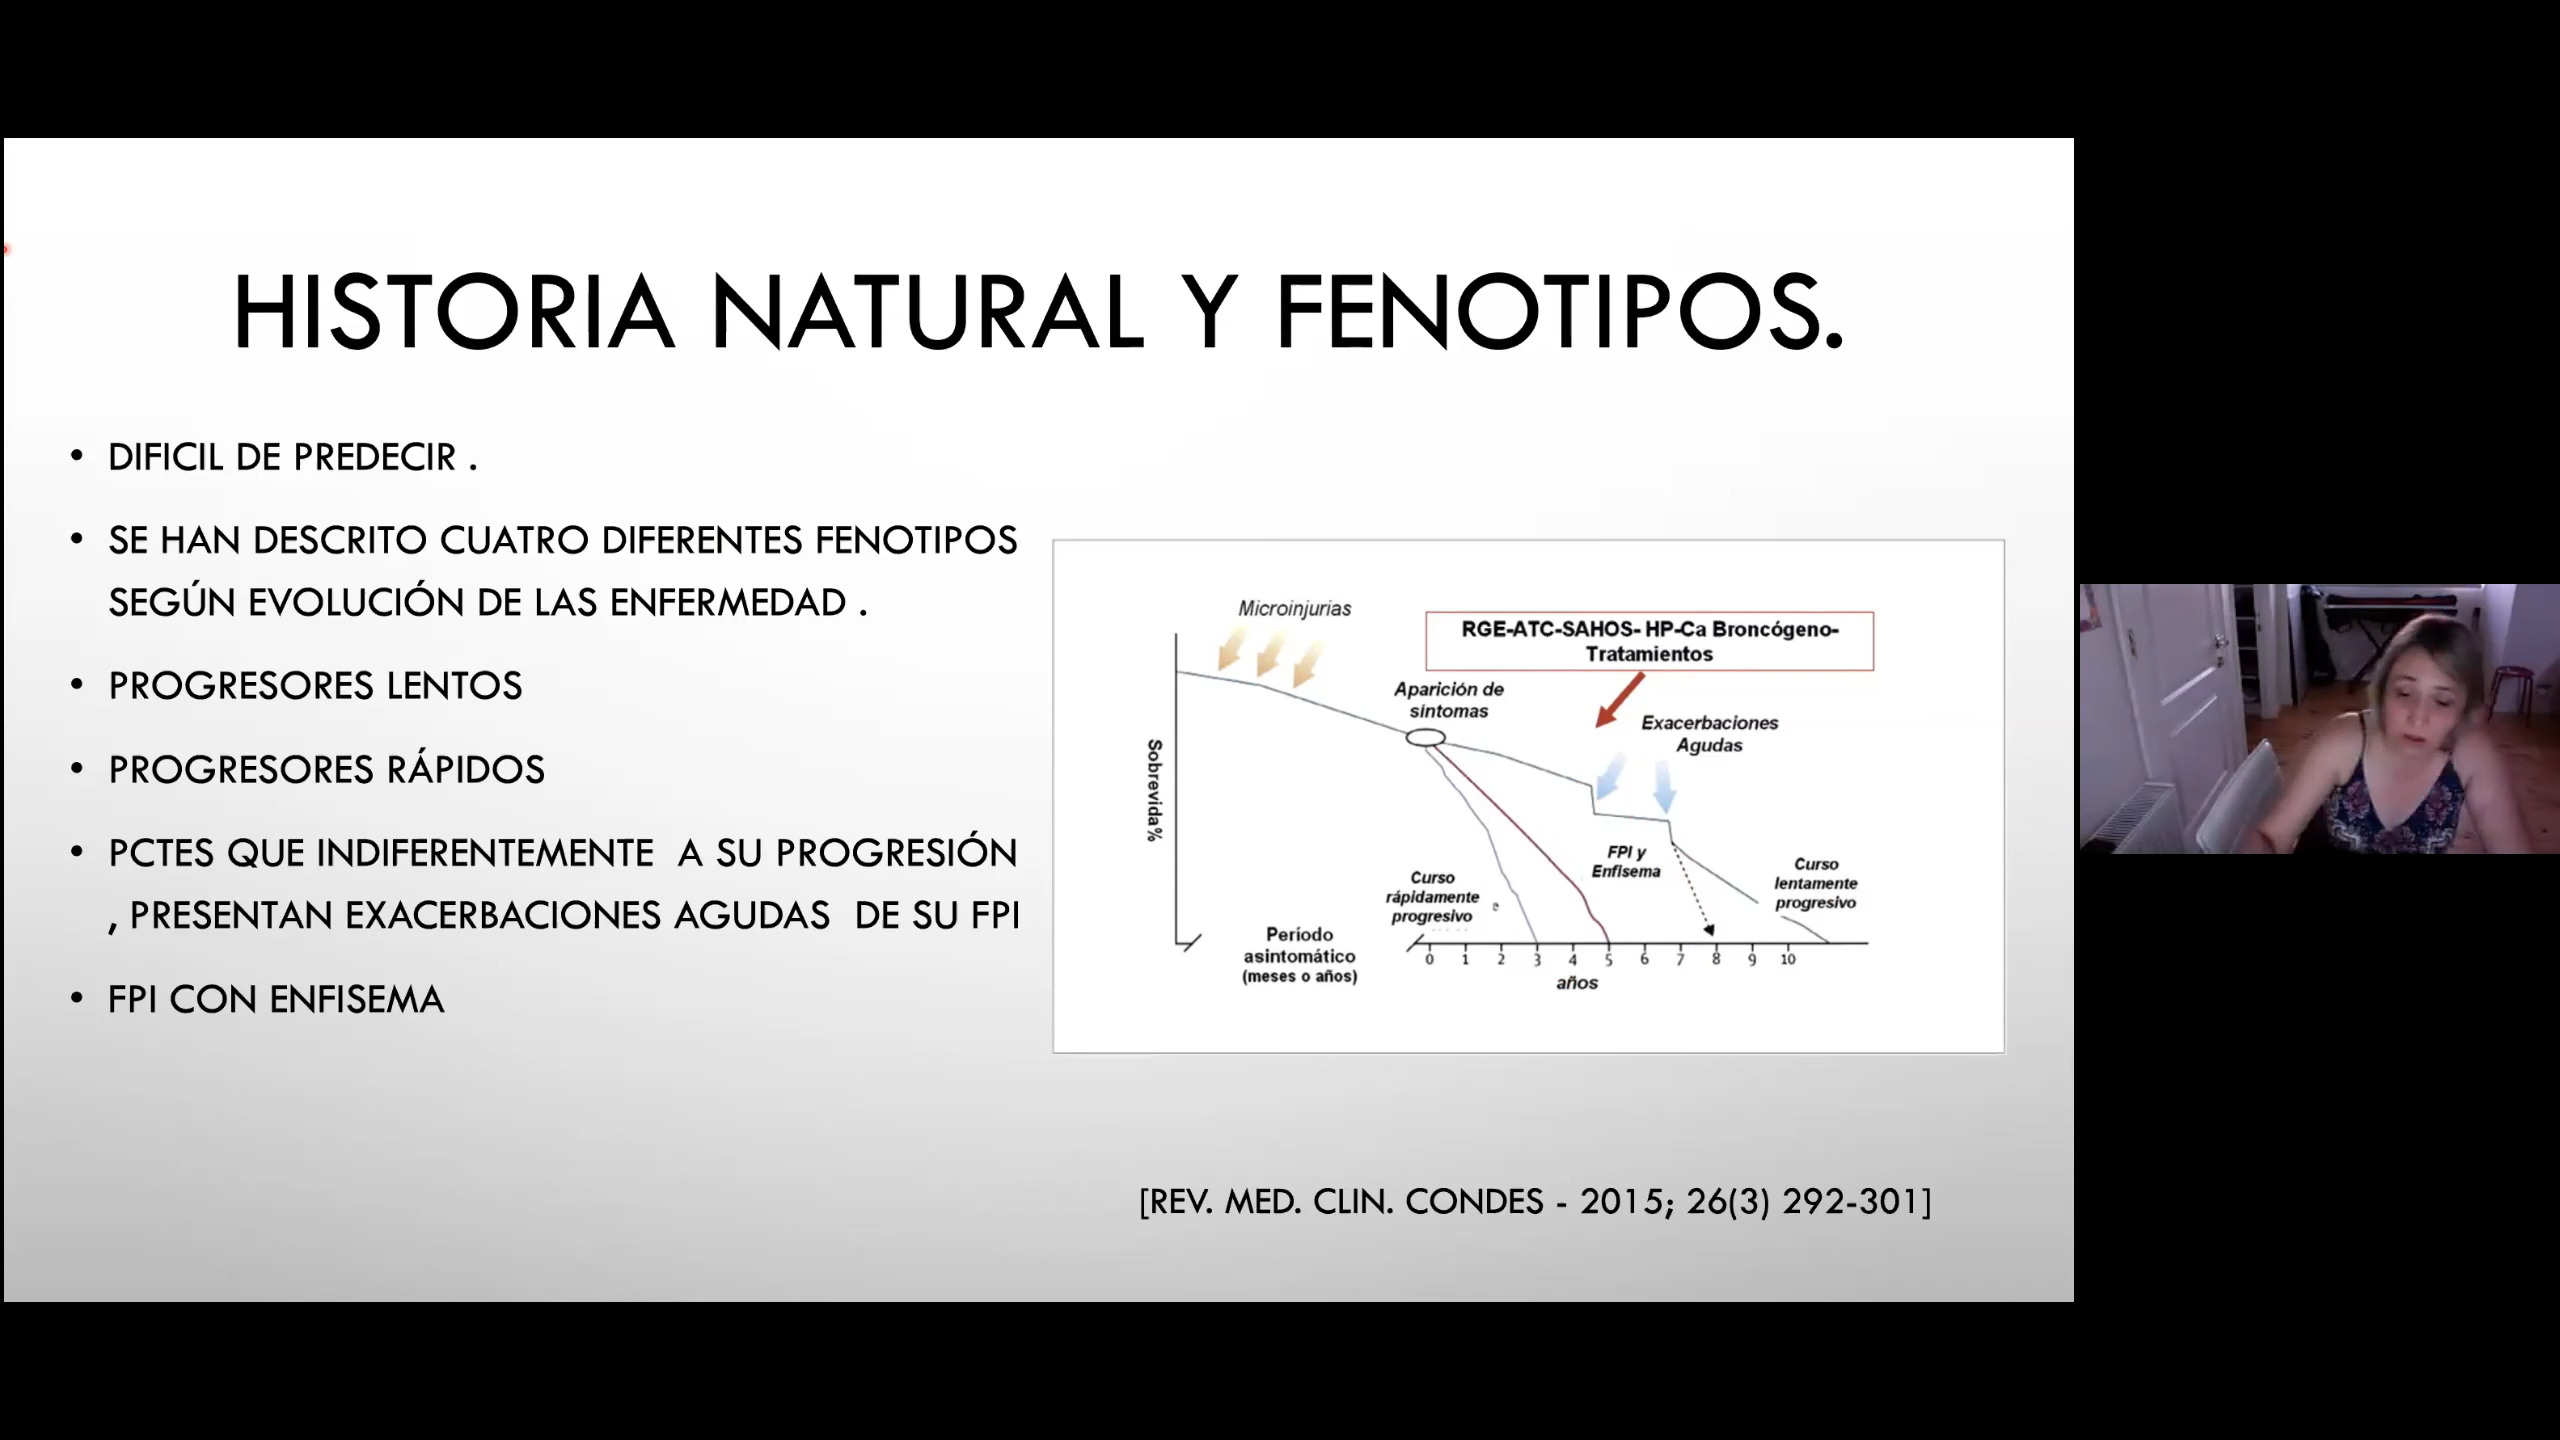 HISTORIA NATURAL Y FENOTIPOS.
• DIFICIL DE PREDECIR .
• SE HAN DESCRITO CUATRO DIFERENTES FENOTIPOS
SEGÚN EVOLUCIÓN DE LAS ENFERMEDAD .
• PROGRESORES LENTOS
• PROGRESORES RÁPIDOS
• PCTES QUE INDIFERENTEMENTE A SU PROGRESIÓN
, PRESENTAN EXACERBACIONES AGUDAS DE SU FPI
• FPI CON ENFISEMA
Microinjurias
RGE-ATC-SAHOS- HP-Ca Broncógeno-
Tratamientos
Aparición de
síntomas
Exacerbaciones
Agudas
Sobrevida%
FPI y
Enfisema
Curso
rápidamente
progresivo
Curso
lentamente
progresivo
Período
asintomático
(meses o años)
0 1 2 3 4 5 6 7 8 9 10
años
[REV. MED. CLIN. CONDES - 2015; 26(3) 292-301]